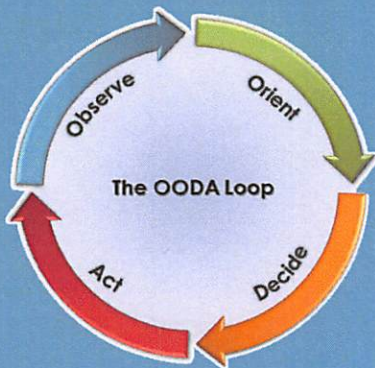 Observe
Orient
The OODA Loop
Act
Decide